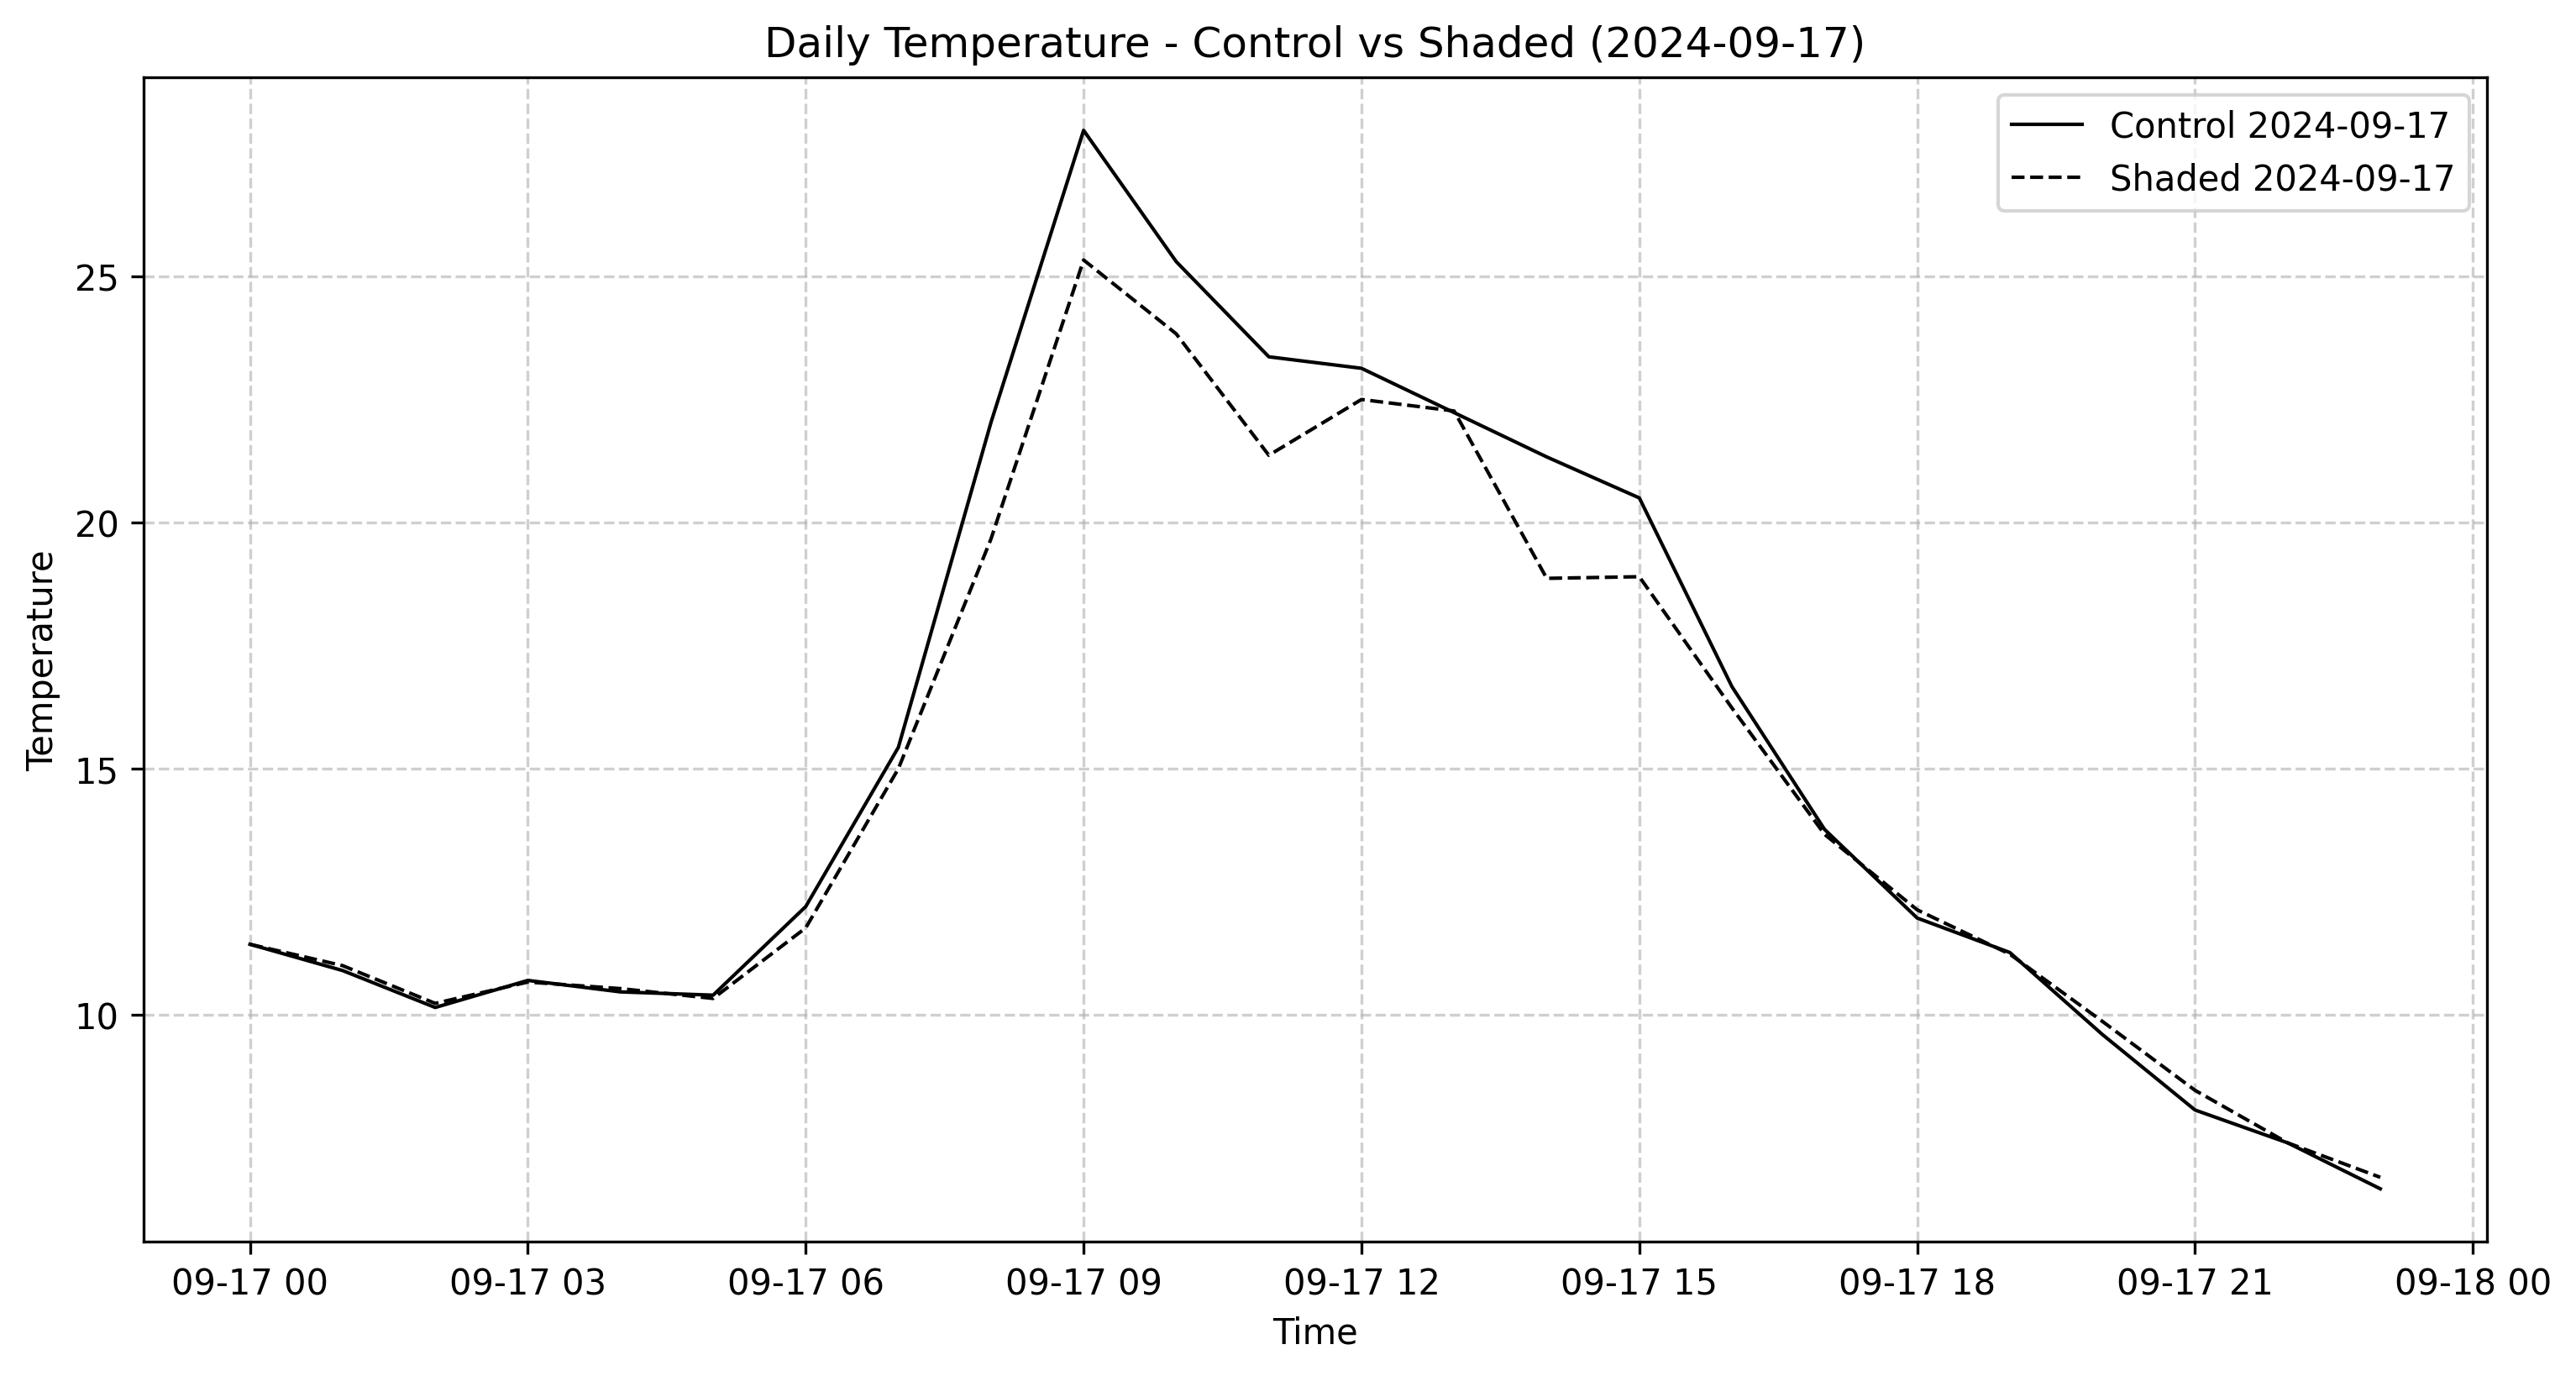 Daily Temperature - Control vs Shaded (2024-09-17)
Control 2024-09-17
Shaded 2024-09-17
Temperature
25
20
15
10
09-17 00 09-17 03 09-17 06 09-17 09 09-17 12 09-17 15 09-17 18 09-17 21 09-18 00
Time